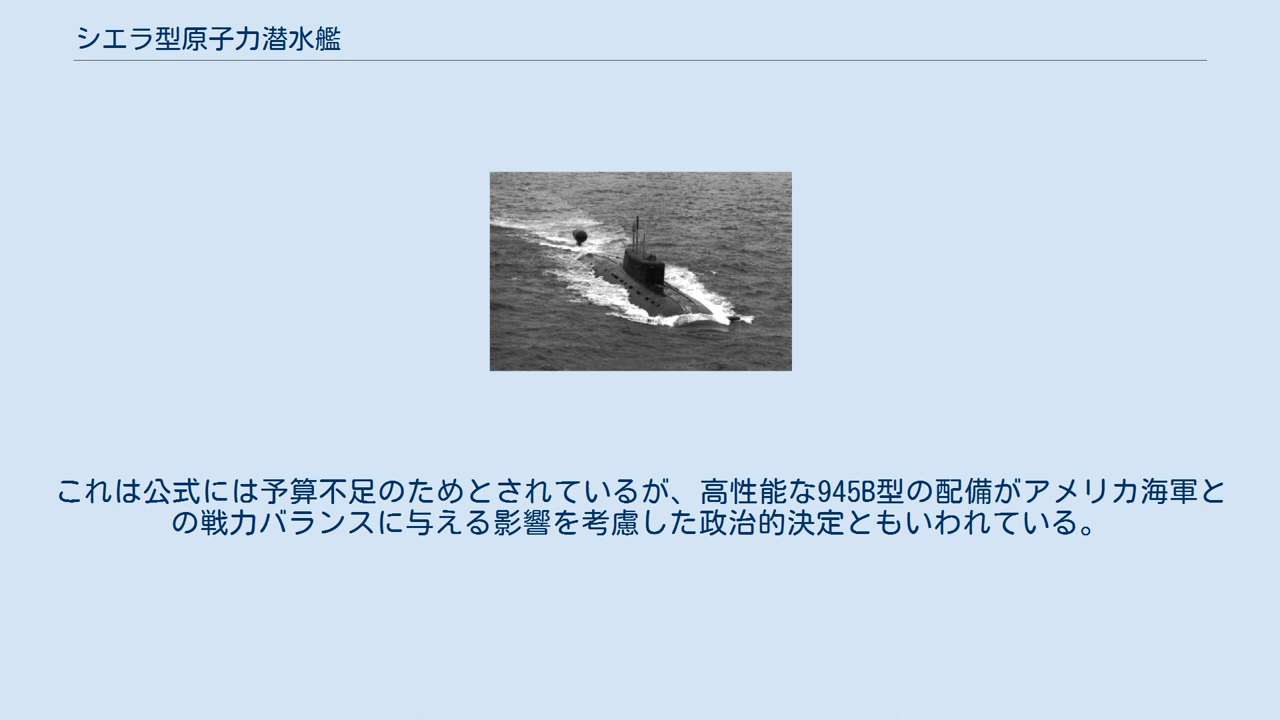 シエラ型原子力潜水艦
これは公式には予算不足のためとされているが、高性能な945B型の配備がアメリカ海軍と
の戦力バランスに与える影響を考慮した政治的決定ともいわれている。